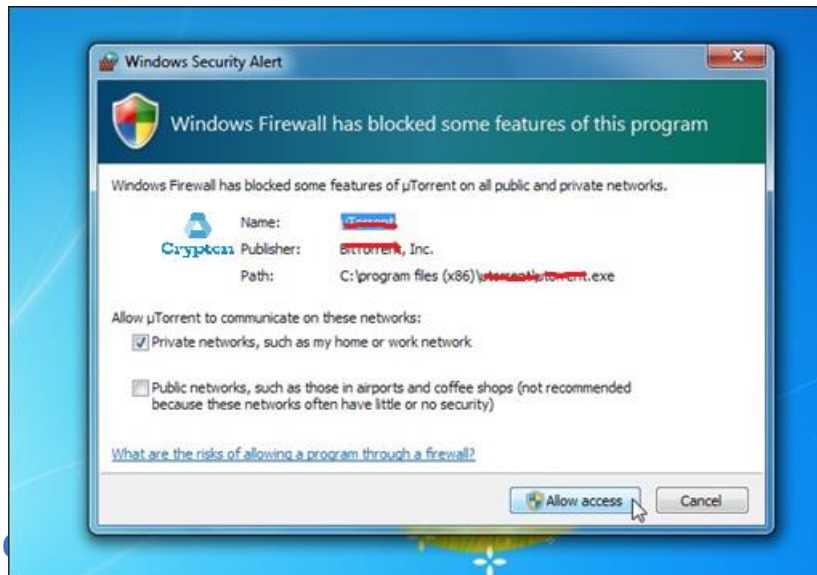 Windows Security Alert
Windows Firewall has blocked some features of this program
Windows Firewall has blocked some features of µTorrent on all public and private networks.
Name: µTorrent
Crypton Publisher: BitTorrent, Inc.
Path: C:\program files (x86)\utorrent\utorrent.exe
Allow µTorrent to communicate on these networks:
Private networks, such as my home or work network
Public networks, such as those in airports and coffee shops (not recommended
because these networks often have little or no security)
What are the risks of allowing a program through a firewall?
Allow access Cancel